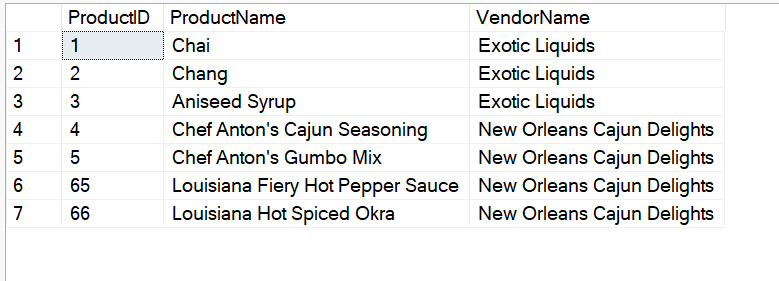 ProductID ProductName VendorName
1 1 Chai Exotic Liquids
2 2 Chang Exotic Liquids
3 3 Aniseed Syrup Exotic Liquids
4 4 Chef Anton's Cajun Seasoning New Orleans Cajun Delights
5 5 Chef Anton's Gumbo Mix New Orleans Cajun Delights
6 65 Louisiana Fiery Hot Pepper Sauce New Orleans Cajun Delights
7 66 Louisiana Hot Spiced Okra New Orleans Cajun Delights